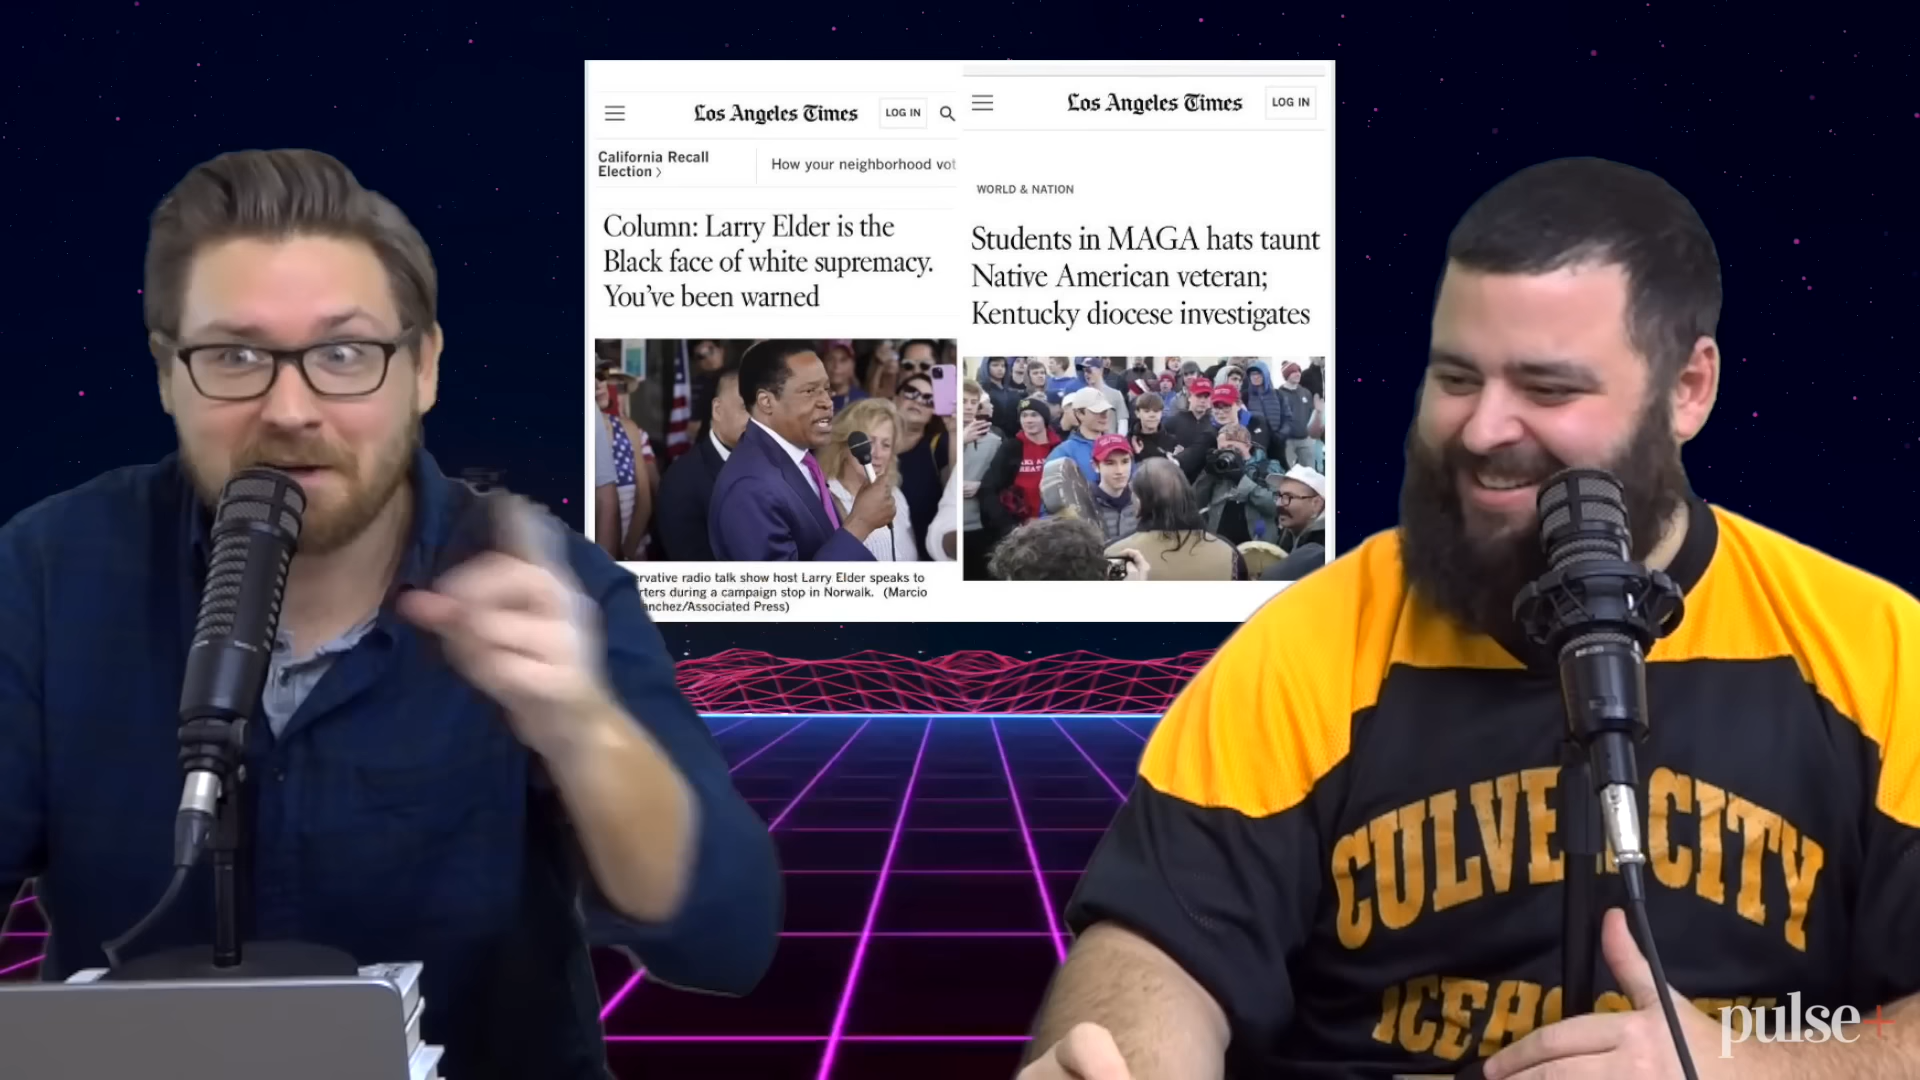 Los Angeles Times
LOG IN
California Recall
Election >
How your neighborhood vot
Column: Larry Elder is the
Black face of white supremacy.
You've been warned
ervative radio talk show host Larry Elder speaks to
rters during a campaign stop in Norwalk. (Marcio
nchez/Associated Press)
Los Angeles Times
LOG IN
WORLD & NATION
Students in MAGA hats taunt
Native American veteran;
Kentucky diocese investigates
CULVE CITY
pulse+